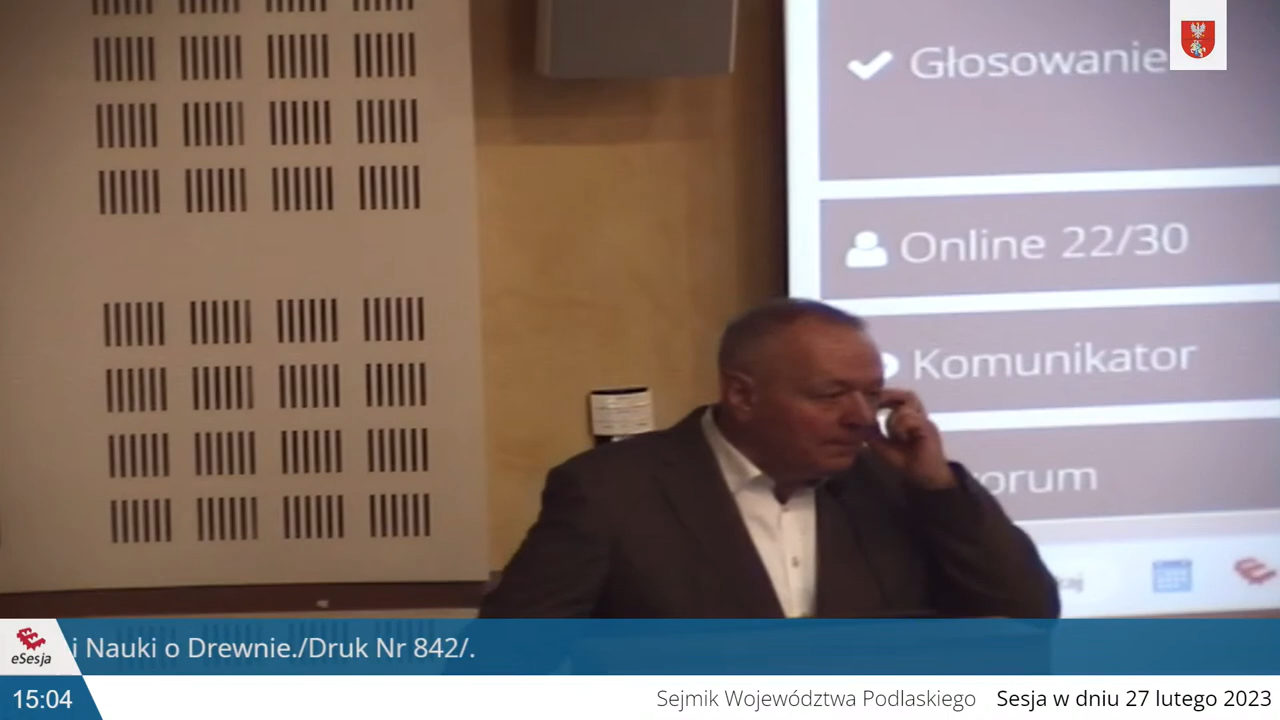 Głosowanie
Online 22/30
Komunikator
orum
i Nauki o Drewnie./Druk Nr 842/.
eSesja
15:04
Sejmik Województwa Podlaskiego Sesja w dniu 27 lutego 2023